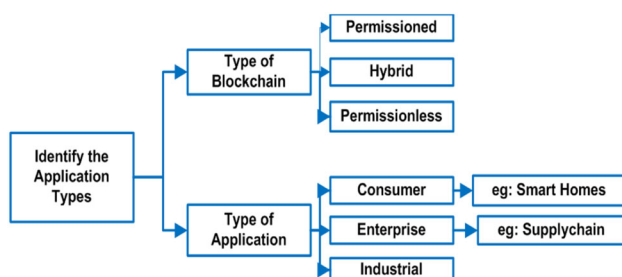 Permissioned
Type of
Blockchain
Hybrid
Permissionless
Identify the
Application
Types
Consumer
eg: Smart Homes
Type of
Application
Enterprise
eg: Supplychain
Industrial